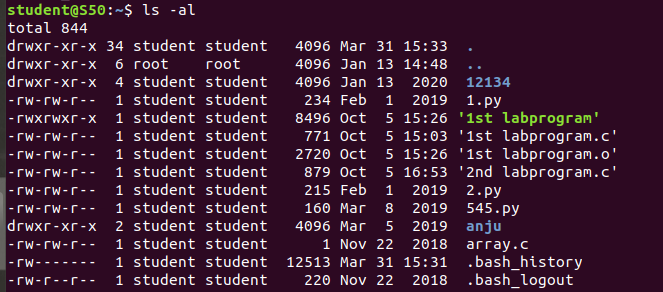 student@S50:~$ ls -al
total 844
drwxr-xr-x 34 student student   4096 Mar 31 15:33  .
drwxr-xr-x  6 root    root      4096 Jan 13 14:48  ..
drwxr-xr-x  4 student student   4096 Jan 13  2020  12134
-rw-rw-r--  1 student student    234 Feb  1  2019  1.py
-rwxrwxr-x  1 student student   8496 Oct  5 15:26 '1st labprogram'
-rw-rw-r--  1 student student    771 Oct  5 15:03 '1st labprogram.c'
-rw-rw-r--  1 student student   2720 Oct  5 15:26 '1st labprogram.o'
-rw-rw-r--  1 student student    879 Oct  5 16:53 '2nd labprogram.c'
-rw-rw-r--  1 student student    215 Feb  1  2019  2.py
-rw-rw-r--  1 student student    160 Mar  8  2019  545.py
drwxr-xr-x  2 student student   4096 Mar  5  2019  anju
-rw-rw-r--  1 student student      1 Nov 22  2018  array.c
-rw-------  1 student student  12513 Mar 31 15:31  .bash_history
-rw-r--r--  1 student student    220 Nov 22  2018  .bash_logout